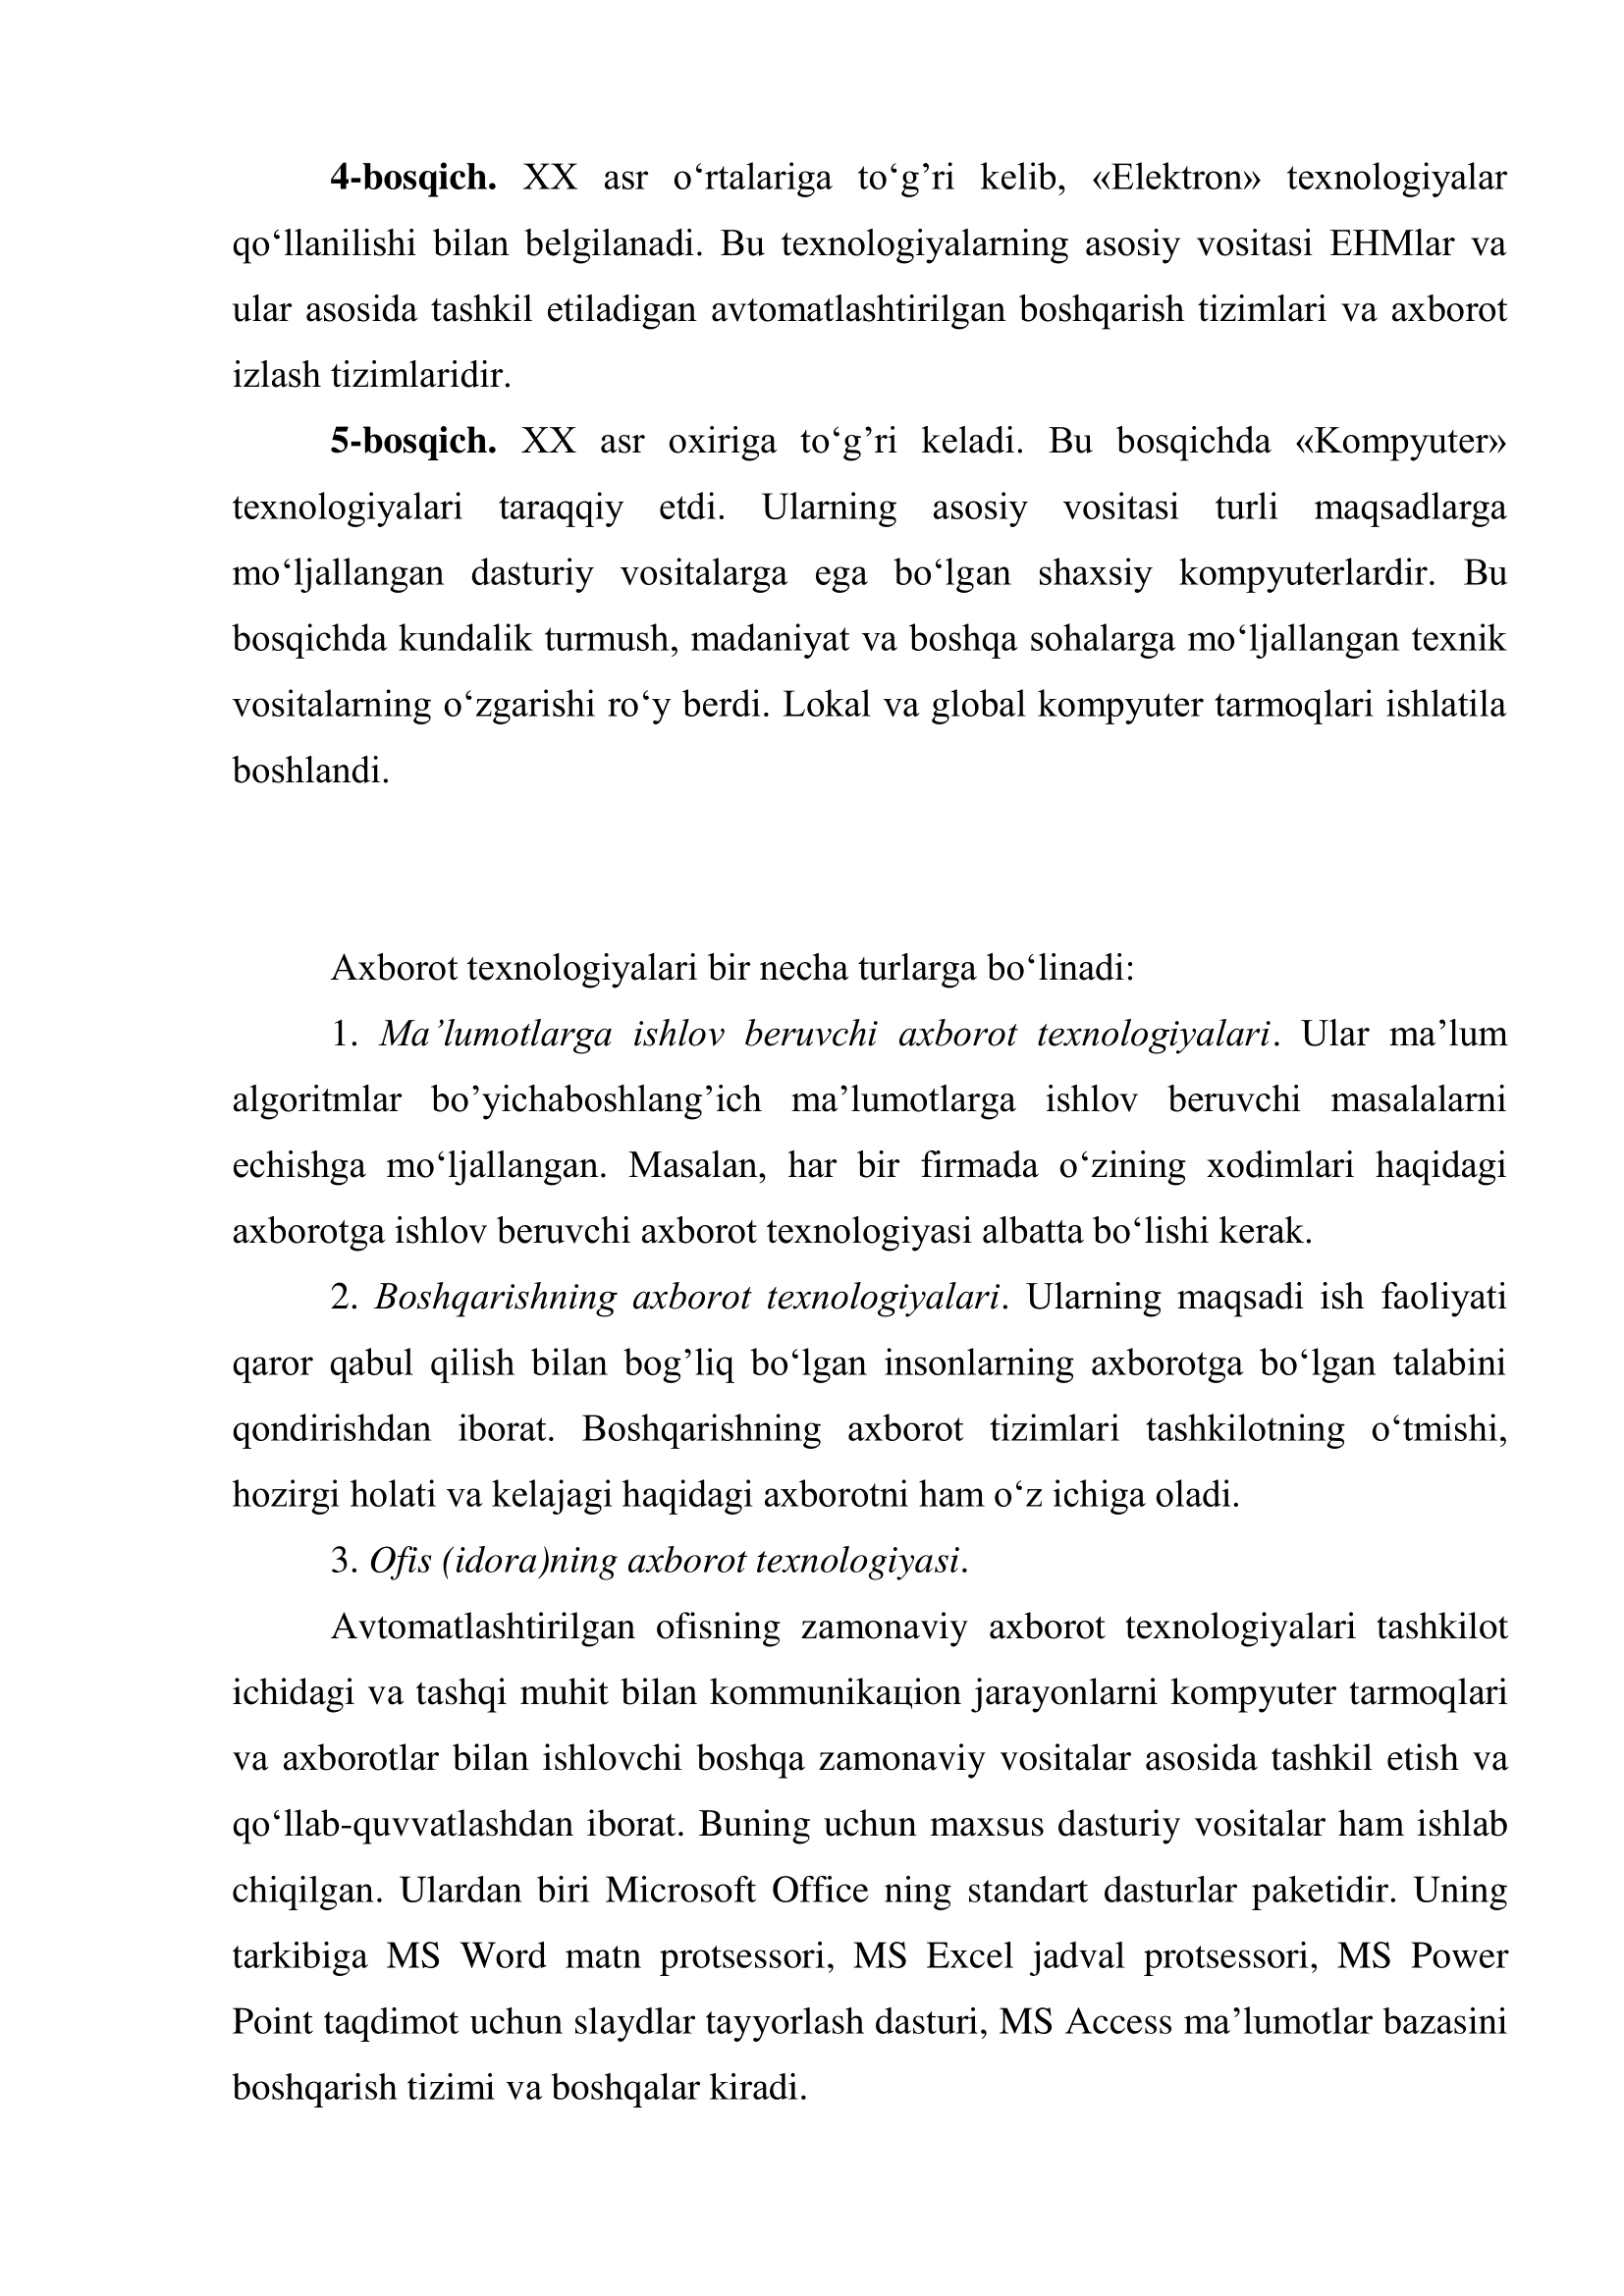 4-bosqich. XX asr o‘rtalariga to‘g’ri kelib, «Elektron» texnologiyalar
qo‘llanilishi bilan belgilanadi. Bu texnologiyalarning asosiy vositasi EHMlar va
ular asosida tashkil etiladigan avtomatlashtirilgan boshqarish tizimlari va axborot
izlash tizimlaridir.
5-bosqich. XX asr oxiriga to‘g’ri keladi. Bu bosqichda «Kompyuter»
texnologiyalari taraqqiy etdi. Ularning asosiy vositasi turli maqsadlarga
mo‘ljallangan dasturiy vositalarga ega bo‘lgan shaxsiy kompyuterlardir. Bu
bosqichda kundalik turmush, madaniyat va boshqa sohalarga mo‘ljallangan texnik
vositalarning o‘zgarishi ro‘y berdi. Lokal va global kompyuter tarmoqlari ishlatila
boshlandi.
Axborot texnologiyalari bir necha turlarga bo‘linadi:
1. Ma’lumotlarga ishlov beruvchi axborot texnologiyalari. Ular ma’lum
algoritmlar bo’yichaboshlang’ich ma’lumotlarga ishlov beruvchi masalalarni
echishga mo‘ljallangan. Masalan, har bir firmada o‘zining xodimlari haqidagi
axborotga ishlov beruvchi axborot texnologiyasi albatta bo‘lishi kerak.
2. Boshqarishning axborot texnologiyalari. Ularning maqsadi ish faoliyati
qaror qabul qilish bilan bog’liq bo‘lgan insonlarning axborotga bo‘lgan talabini
qondirishdan iborat. Boshqarishning axborot tizimlari tashkilotning o‘tmishi,
hozirgi holati va kelajagi haqidagi axborotni ham o‘z ichiga oladi.
3. Ofis (idora)ning axborot texnologiyasi.
Avtomatlashtirilgan ofisning zamonaviy axborot texnologiyalari tashkilot
ichidagi va tashqi muhit bilan kommunikaцion jarayonlarni kompyuter tarmoqlari
va axborotlar bilan ishlovchi boshqa zamonaviy vositalar asosida tashkil etish va
qo‘llab-quvvatlashdan iborat. Buning uchun maxsus dasturiy vositalar ham ishlab
chiqilgan. Ulardan biri Microsoft Office ning standart dasturlar paketidir. Uning
tarkibiga MS Word matn protsessori, MS Excel jadval protsessori, MS Power
Point taqdimot uchun slaydlar tayyorlash dasturi, MS Access ma’lumotlar bazasini
boshqarish tizimi va boshqalar kiradi.